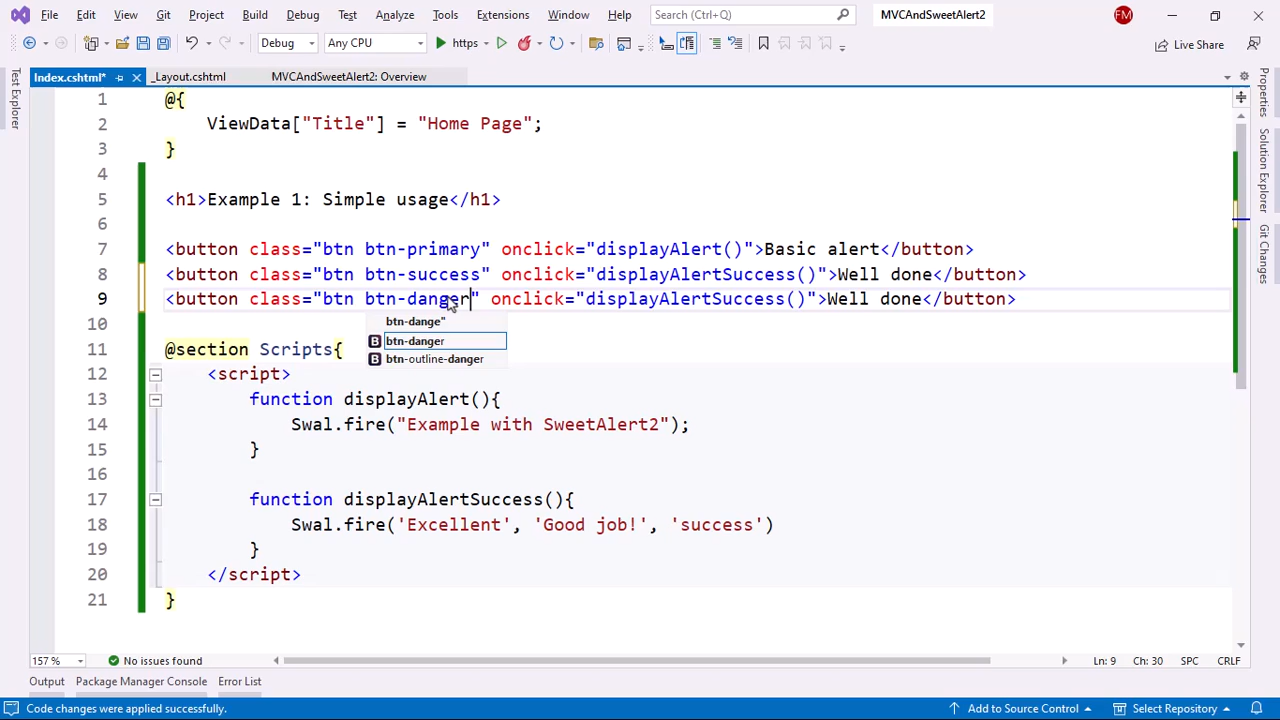 File Edit View Git Project Build Debug Test Analyze Tools Extensions Window Help Search (Ctrl+Q) MVCAndSweetAlert2 FM
Debug Any CPU https Live Share
Index.cshtml* _Layout.cshtml MVCAndSweetAlert2: Overview
Test Explorer
Properties
Solution Explorer
Git Changes
1 @{
2 ViewData["Title"] = "Home Page";
3 }
4
5 <h1>Example 1: Simple usage</h1>
6
7 <button class="btn btn-primary" onclick="displayAlert()">Basic alert</button>
8 <button class="btn btn-success" onclick="displayAlertSuccess()">Well done</button>
9 <button class="btn btn-danger" onclick="displayAlertSuccess()">Well done</button>
btn-dange"
10
btn-danger
11 @section Scripts{
btn-outline-danger
12 <script>
13 function displayAlert(){
14 Swal.fire("Example with SweetAlert2");
15 }
16
17 function displayAlertSuccess(){
18 Swal.fire('Excellent', 'Good job!', 'success')
19 }
20 </script>
21 }
157 % No issues found Ln: 9 Ch: 30 SPC CRLF
Output Package Manager Console Error List
Code changes were applied successfully. Add to Source Control Select Repository